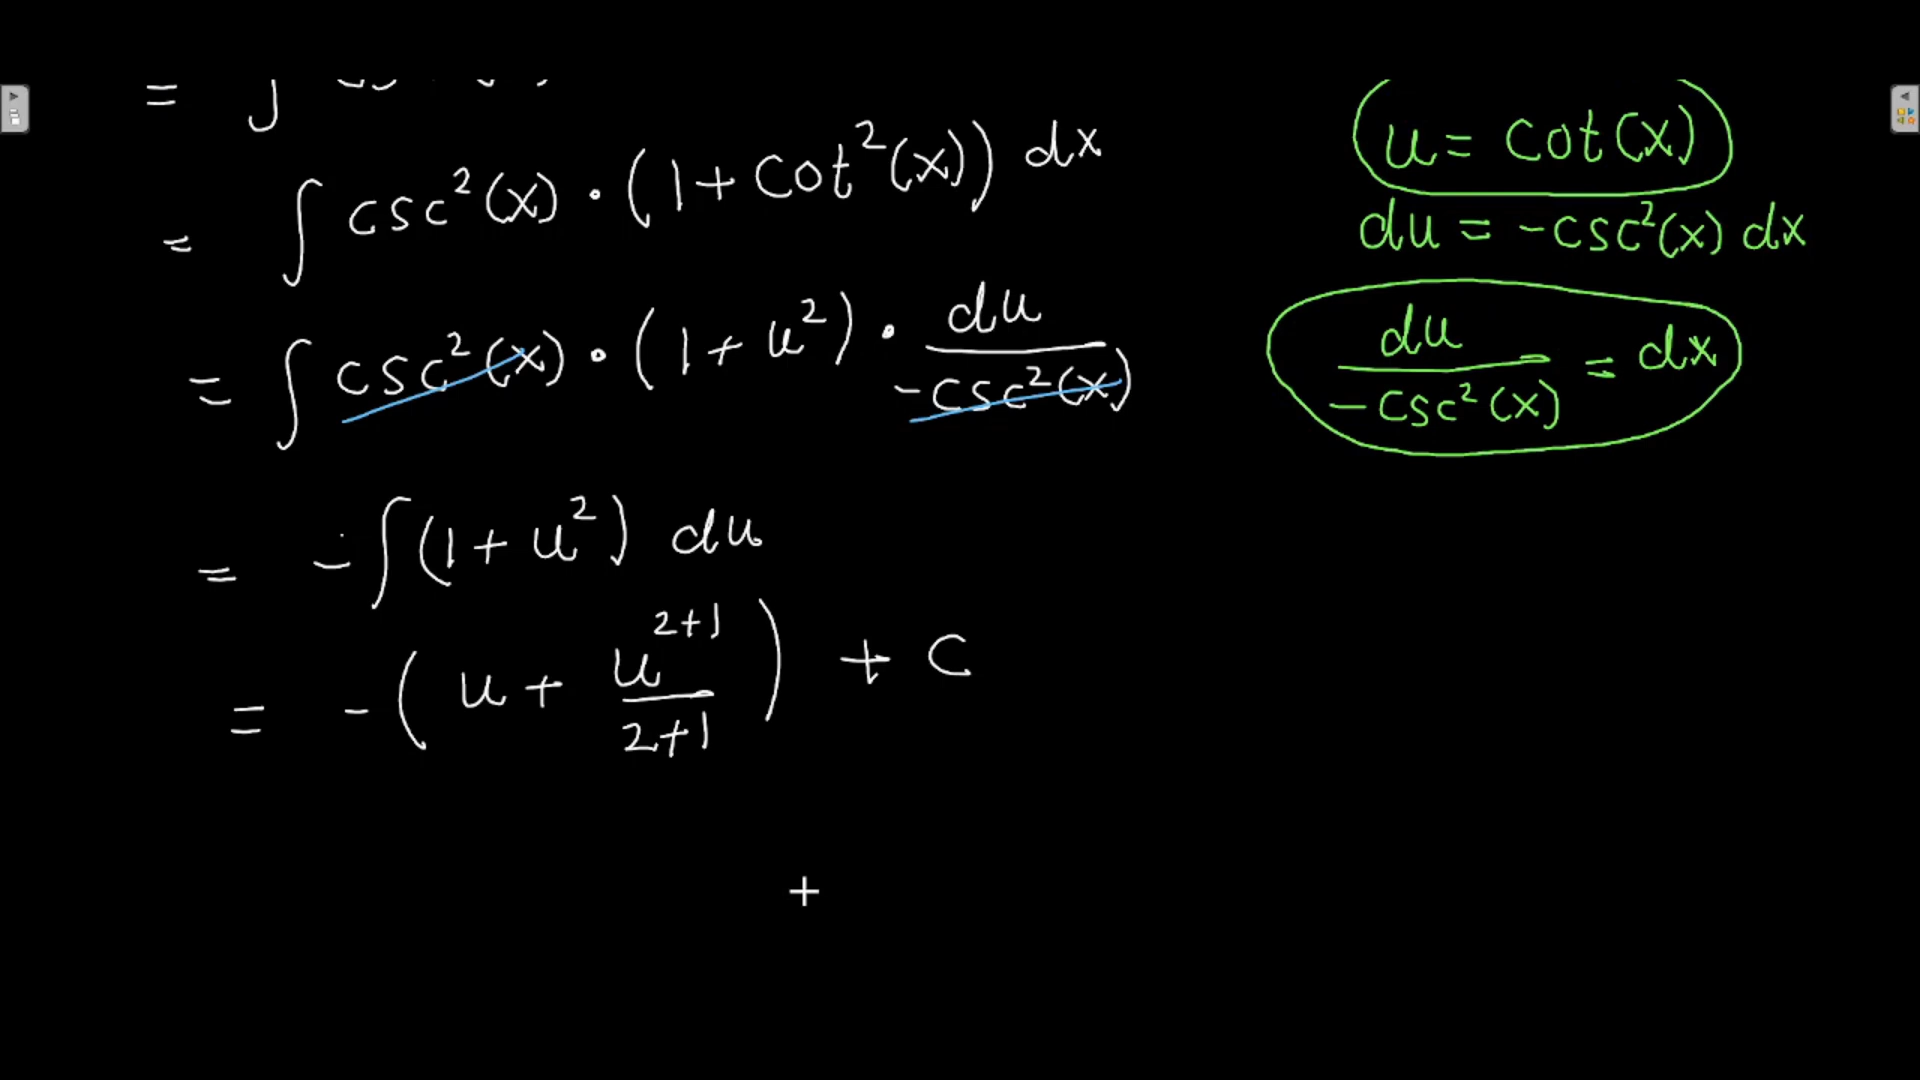 = ∫
= ∫ csc²(x) · (1 + cot²(x)) dx
= ∫ csc²(x) · (1 + u²) · du / -csc²(x)
= -∫ (1 + u²) du
= -( u + u^(2+1) / 2+1 ) + C
+
u = cot(x)
du = -csc²(x) dx
du / -csc²(x) = dx